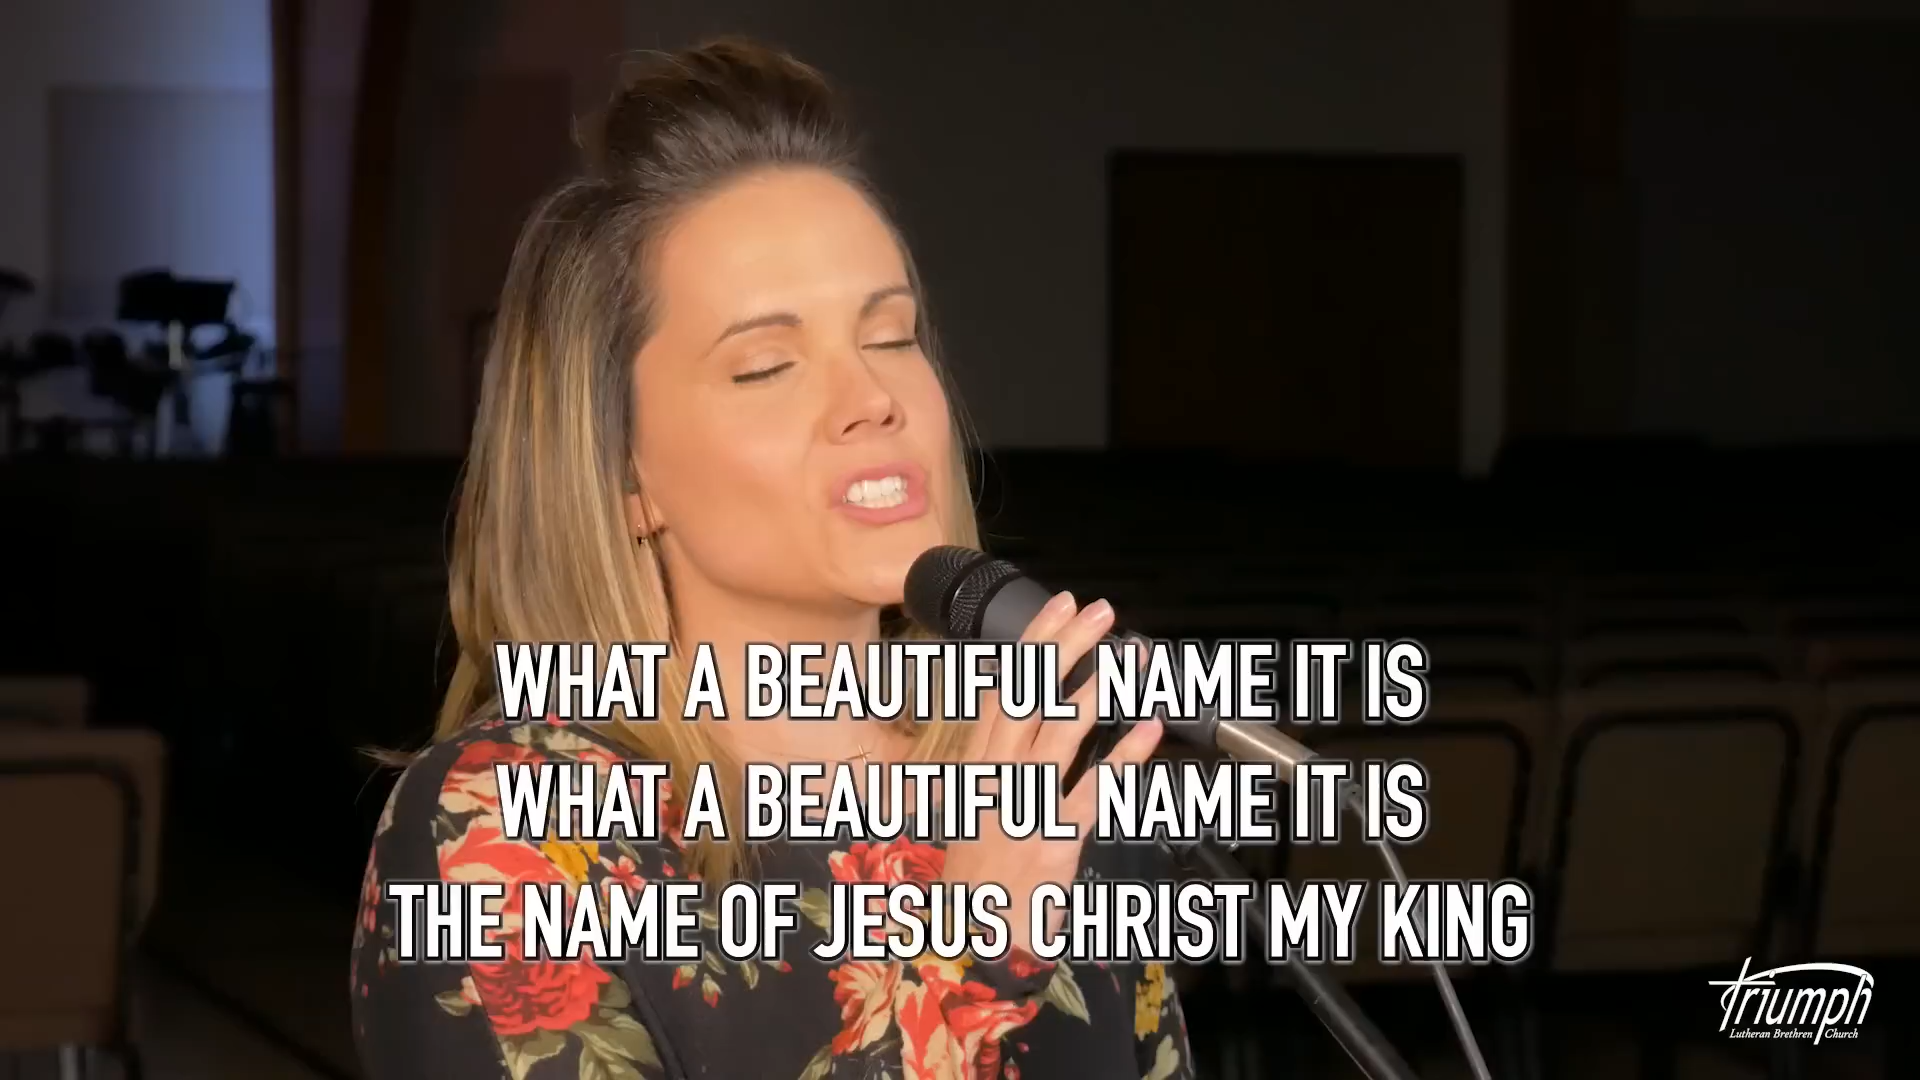 WHAT A BEAUTIFUL NAME IT IS
WHAT A BEAUTIFUL NAME IT IS
THE NAME OF JESUS CHRIST MY KING
Triumph
Lutheran Brethren Church